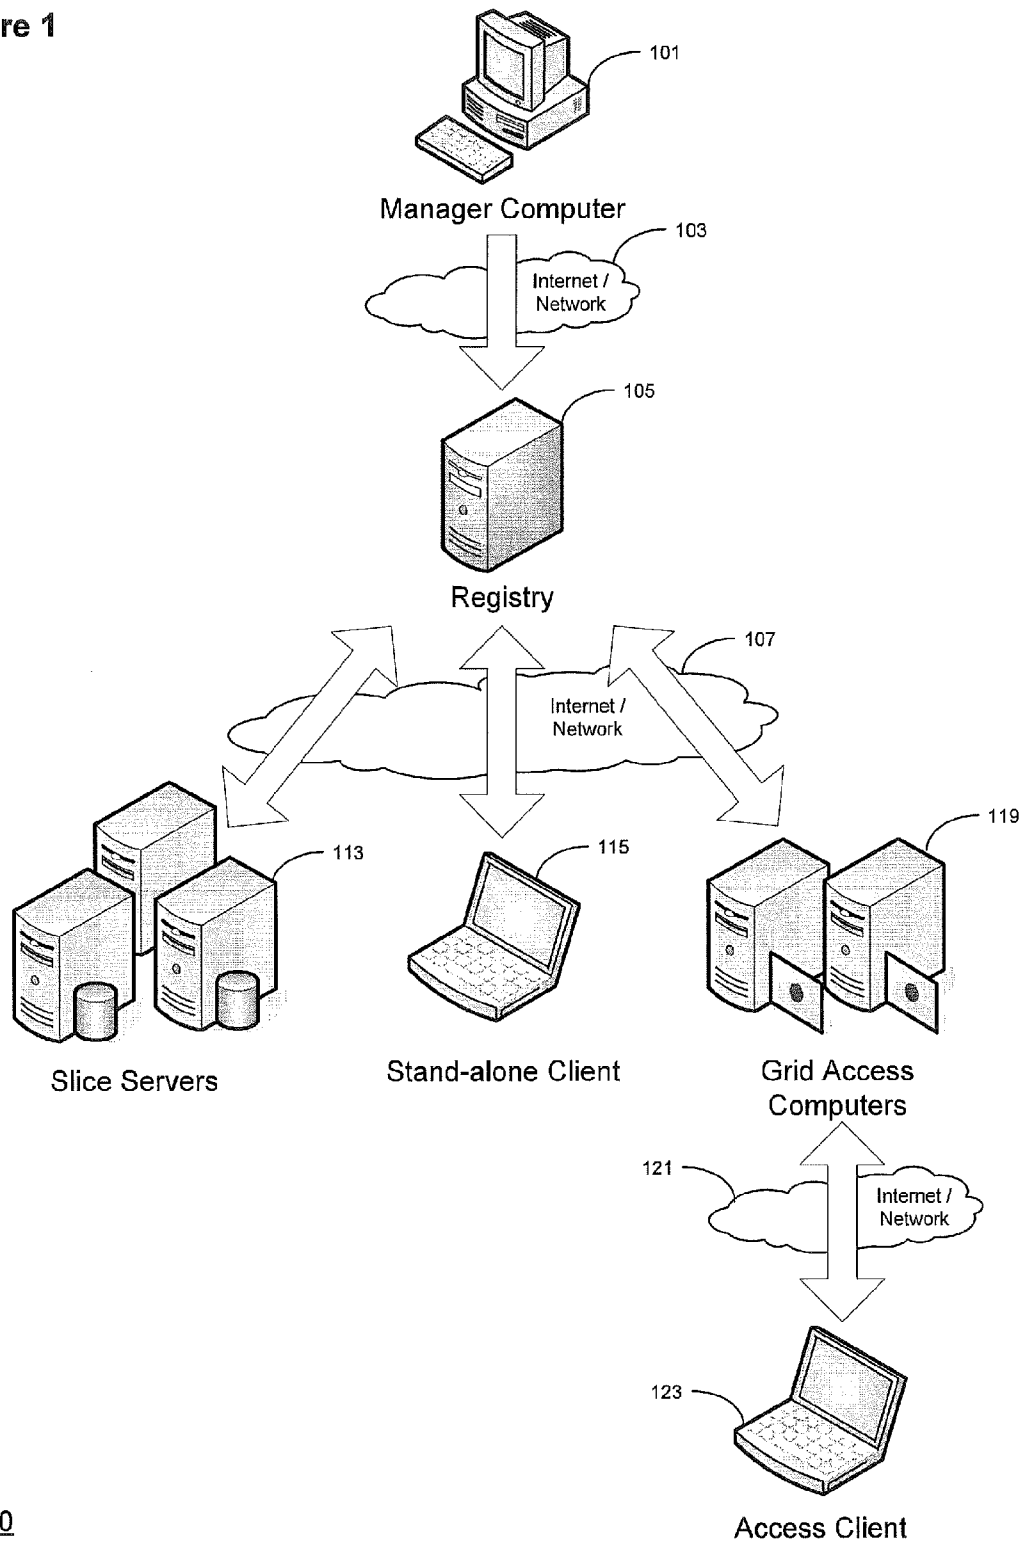 re 1
101
Manager Computer
103
Internet /
Network
105
Registry
107
Internet /
Network
119
113
115
Slice Servers
Stand-alone Client
Grid Access
Computers
121
Internet /
Network
123
0
Access Client